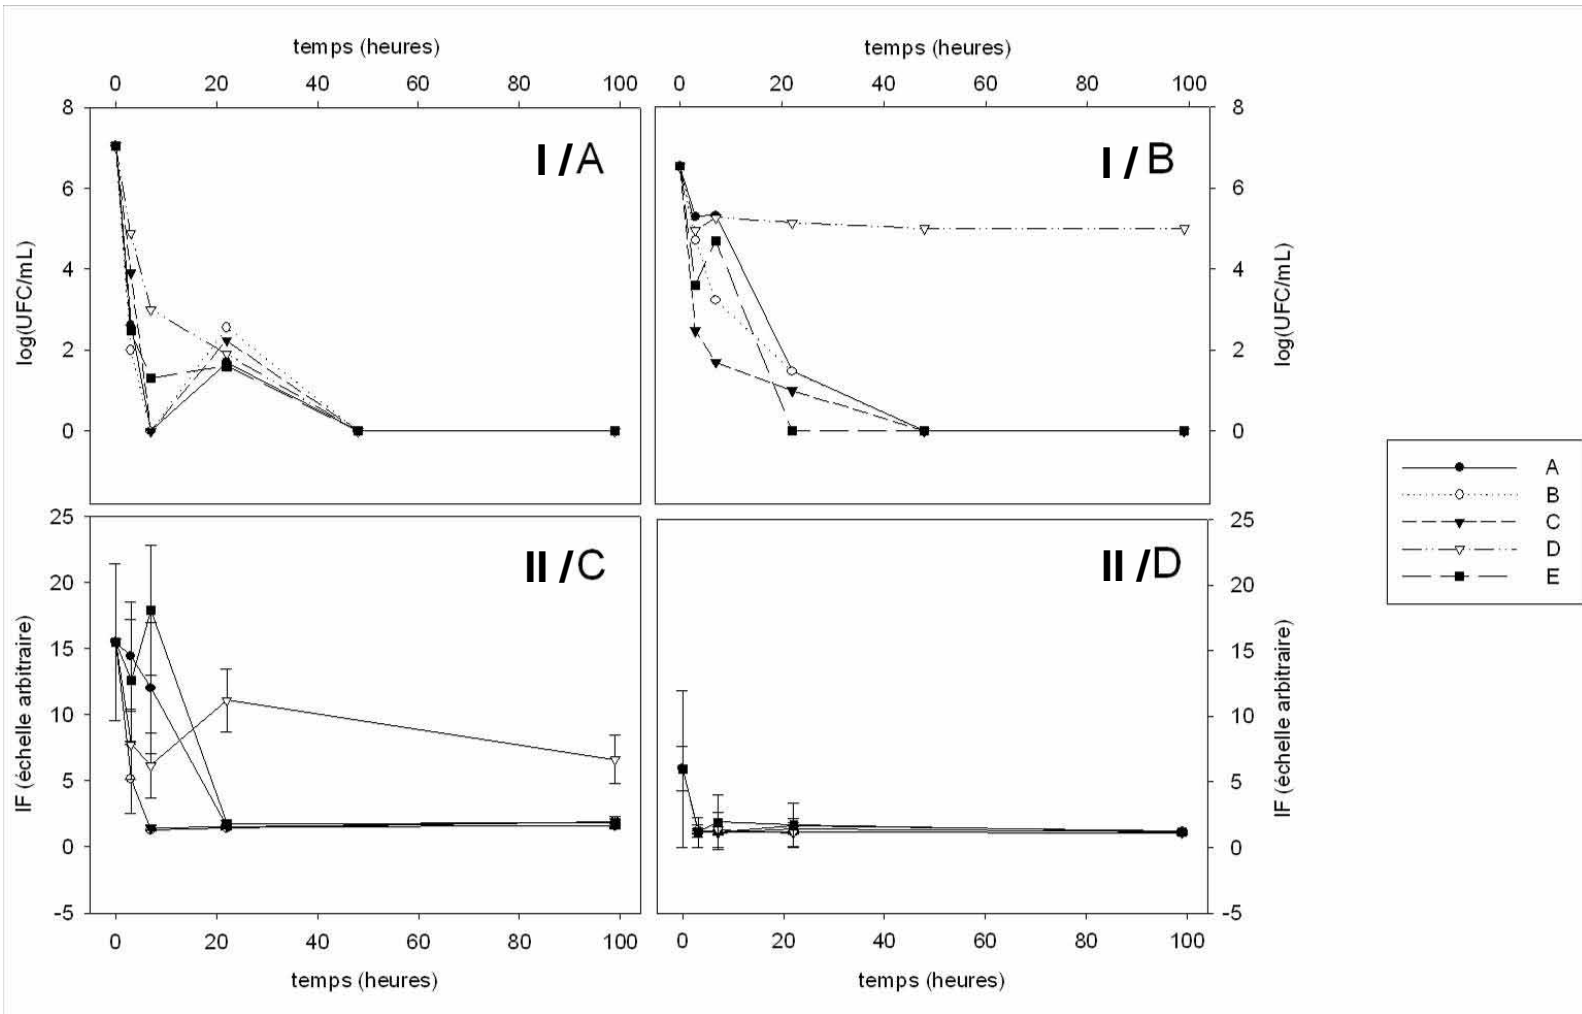 temps (heures)
0 20 40 60 80 100
temps (heures)
0 20 40 60 80 100
log(UFC/mL)
8
6
4
2
0
I / A
I / B
8
6
4
2
0
log(UFC/mL)
A
B
C
D
E
IF (échelle arbitraire)
25
20
15
10
5
0
-5
II / C
II / D
25
20
15
10
5
0
-5
IF (échelle arbitraire)
0 20 40 60 80 100
temps (heures)
0 20 40 60 80 100
temps (heures)